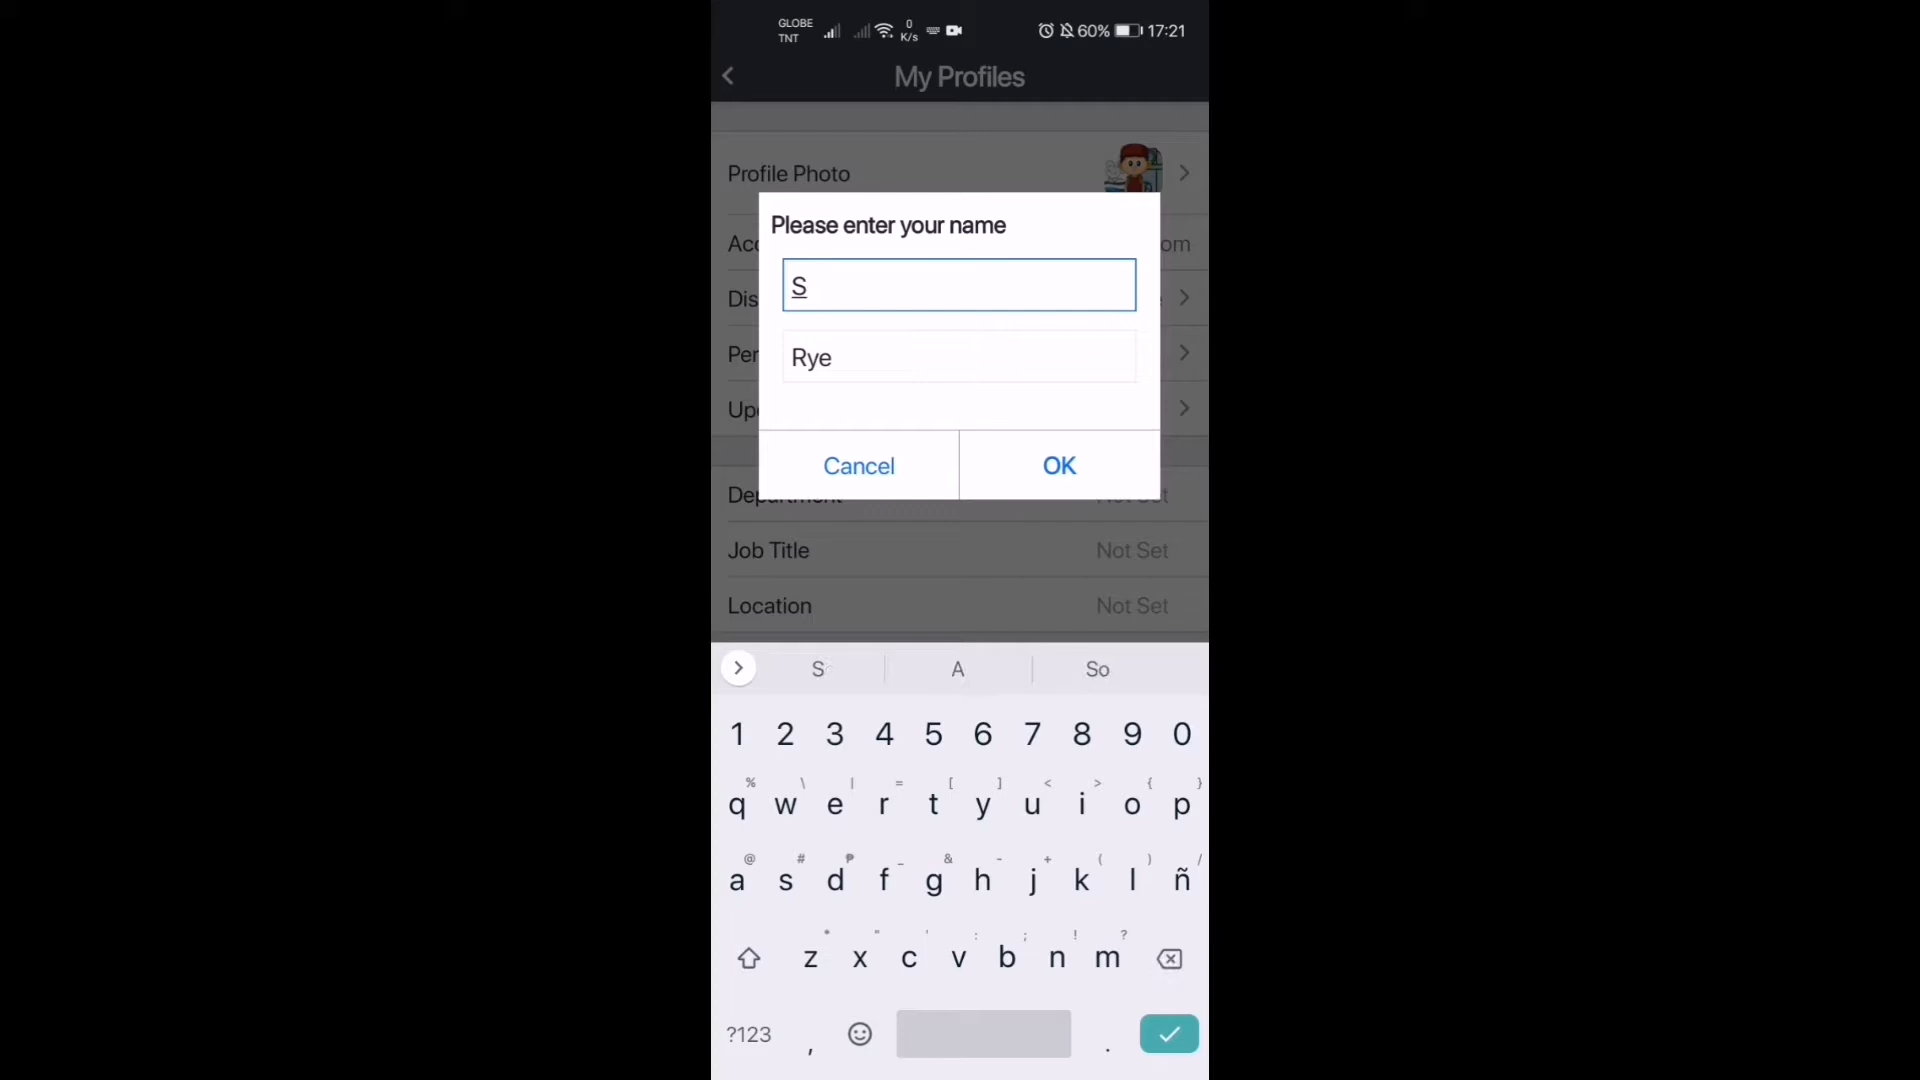 GLOBE
TNT
0
K/s
60%
17:21
My Profiles
Profile Photo
Please enter your name
S
Rye
Cancel
OK
Acc
om
Dis
Per
Up
Department
Not Set
Job Title
Not Set
Location
Not Set
S
A
So
1 2 3 4 5 6 7 8 9 0
% \ | = [ ] < > { }
q w e r t y u i o p
@ # ₱ _ & - + ( ) /
a s d f g h j k l ñ
* " ' : ; ! ?
z x c v b n m
?123 , .